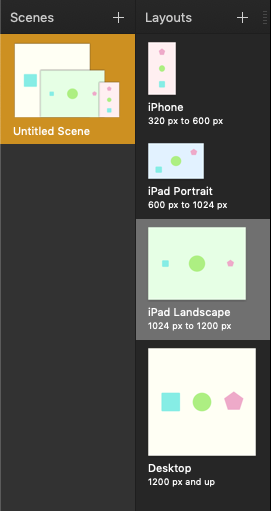 Scenes +
Layouts +
Untitled Scene
iPhone
320 px to 600 px
iPad Portrait
600 px to 1024 px
iPad Landscape
1024 px to 1200 px
Desktop
1200 px and up